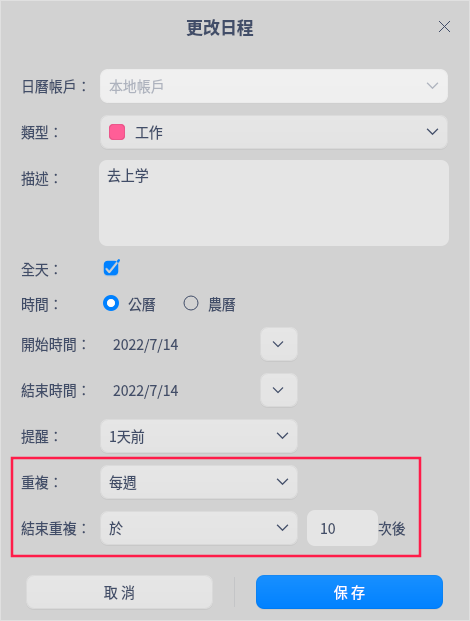 更改日程
日曆帳戶： 本地帳戶
類型： 工作
描述： 去上学
全天：
時間： 公曆 農曆
開始時間： 2022/7/14
結束時間： 2022/7/14
提醒： 1天前
重複： 每週
結束重複： 於 10 次後
取消 保存